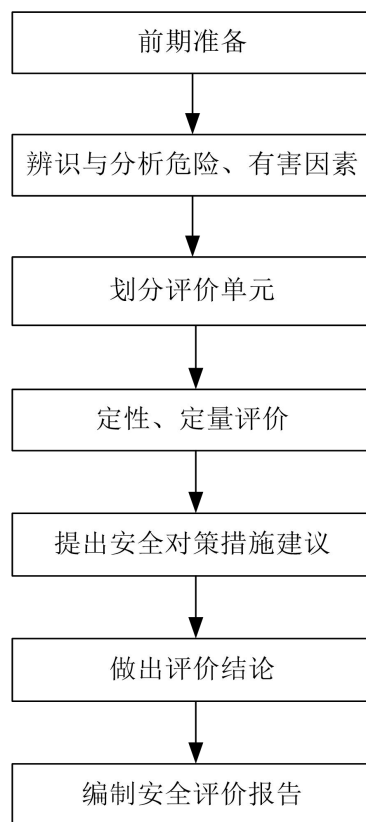 前期准备
辨识与分析危险、有害因素
划分评价单元
定性、定量评价
提出安全对策措施建议
做出评价结论
编制安全评价报告